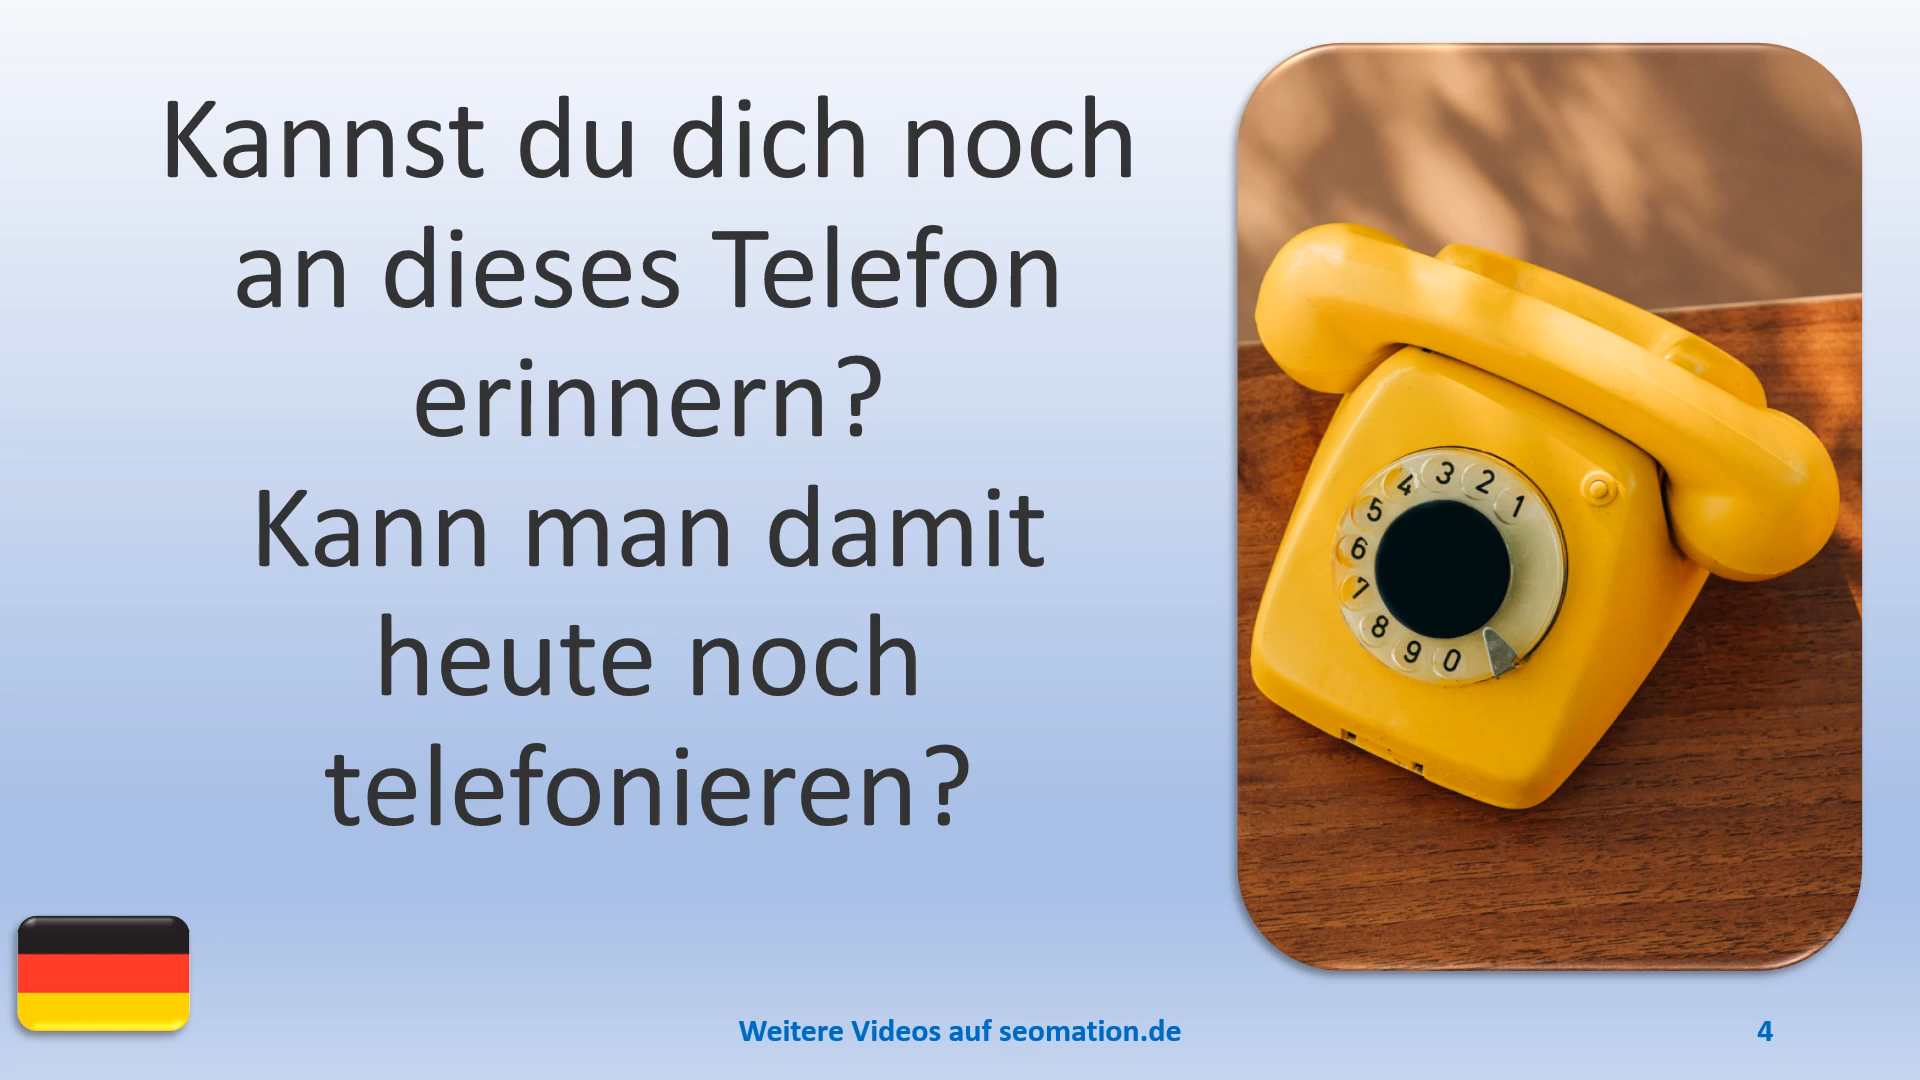 Kannst du dich noch
an dieses Telefon
erinnern?
Kann man damit
heute noch
telefonieren?
1
2
3
4
5
6
7
8
9
0
Weitere Videos auf seomation.de
4